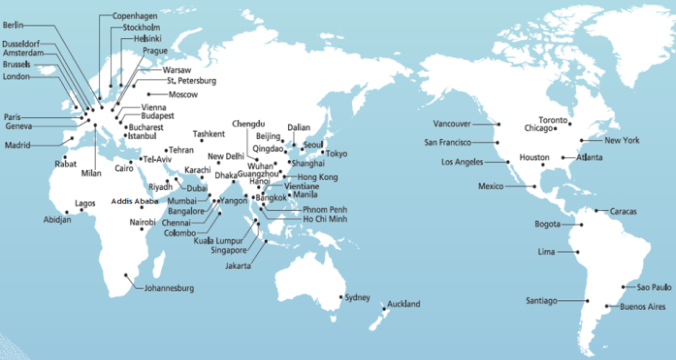 Berlin
Copenhagen
Stockholm
Helsinki
Prague
Dusseldorf
Amsterdam
Brussels
London
Warsaw
St, Petersburg
Moscow
Paris
Geneva
Madrid
Vienna
Budapest
Bucharest
Istanbul
Rabat
Milan
Cairo
Tel-Aviv
Tehran
Tashkent
Riyadh
Dubai
Karachi
New Delhi
Dhaka
Chengdu
Beijing
Dalian
Qingdao
Seoul
Tokyo
Wuhan
Shanghai
Guangzhou
Hong Kong
Hanoi
Vientiane
Manila
Mumbai
Yangon
Bangkok
Bangalore
Phnom Penh
Ho Chi Minh
Chennai
Colombo
Kuala Lumpur
Singapore
Jakarta
Addis Ababa
Lagos
Abidjan
Nairobi
Johannesburg
Sydney
Auckland
Vancouver
San Francisco
Los Angeles
Toronto
Chicago
New York
Houston
Atlanta
Mexico
Caracas
Bogota
Lima
Santiago
Sao Paulo
Buenos Aires